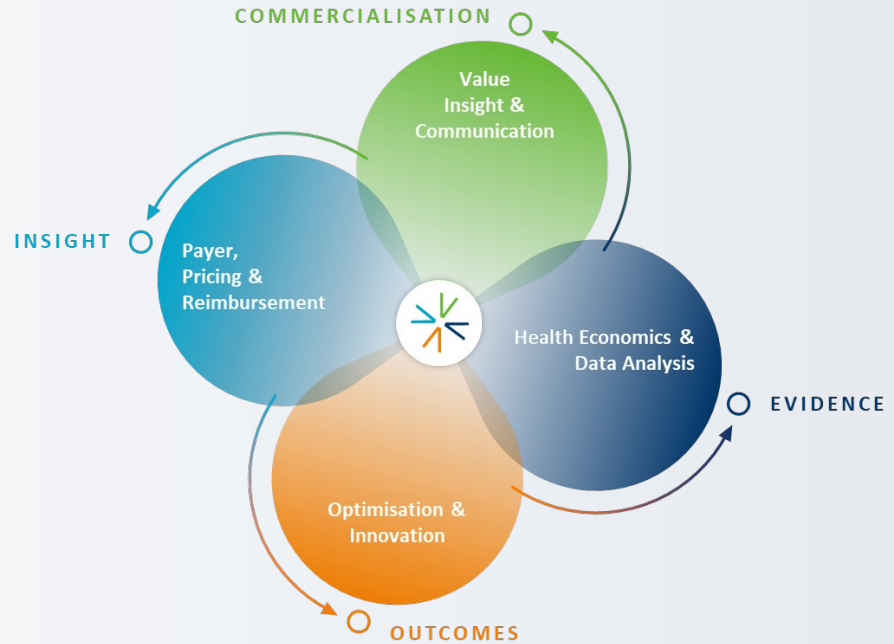 COMMERCIALISATION
Value
Insight &
Communication
INSIGHT
Payer,
Pricing &
Reimbursement
Health Economics &
Data Analysis
EVIDENCE
Optimisation &
Innovation
OUTCOMES